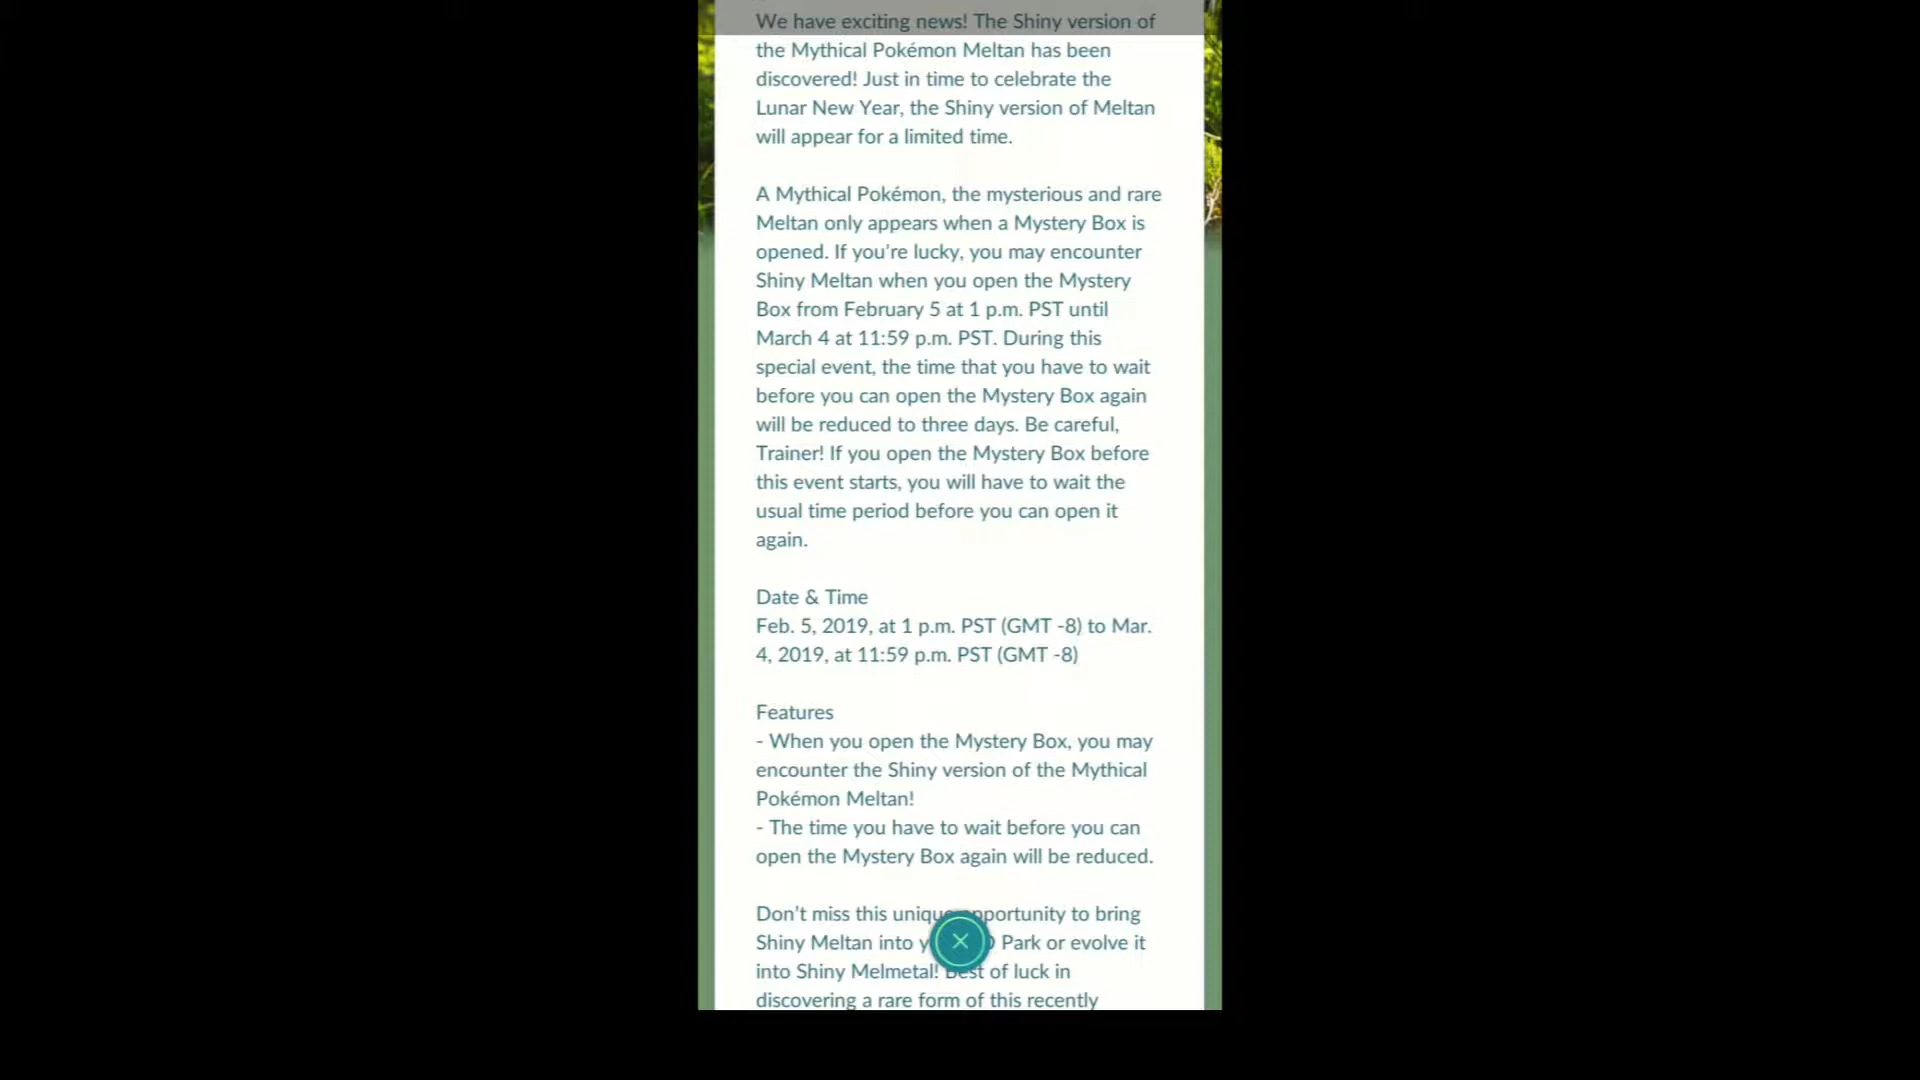 We have exciting news! The Shiny version of
the Mythical Pokémon Meltan has been
discovered! Just in time to celebrate the
Lunar New Year, the Shiny version of Meltan
will appear for a limited time.
A Mythical Pokémon, the mysterious and rare
Meltan only appears when a Mystery Box is
opened. If you're lucky, you may encounter
Shiny Meltan when you open the Mystery
Box from February 5 at 1 p.m. PST until
March 4 at 11:59 p.m. PST. During this
special event, the time that you have to wait
before you can open the Mystery Box again
will be reduced to three days. Be careful,
Trainer! If you open the Mystery Box before
this event starts, you will have to wait the
usual time period before you can open it
again.
Date & Time
Feb. 5, 2019, at 1 p.m. PST (GMT -8) to Mar.
4, 2019, at 11:59 p.m. PST (GMT -8)
Features
- When you open the Mystery Box, you may
encounter the Shiny version of the Mythical
Pokémon Meltan!
- The time you have to wait before you can
open the Mystery Box again will be reduced.
Don't miss this unique opportunity to bring
Shiny Meltan into Park or evolve it
into Shiny Melmetal! Best of luck in
discovering a rare form of this recently